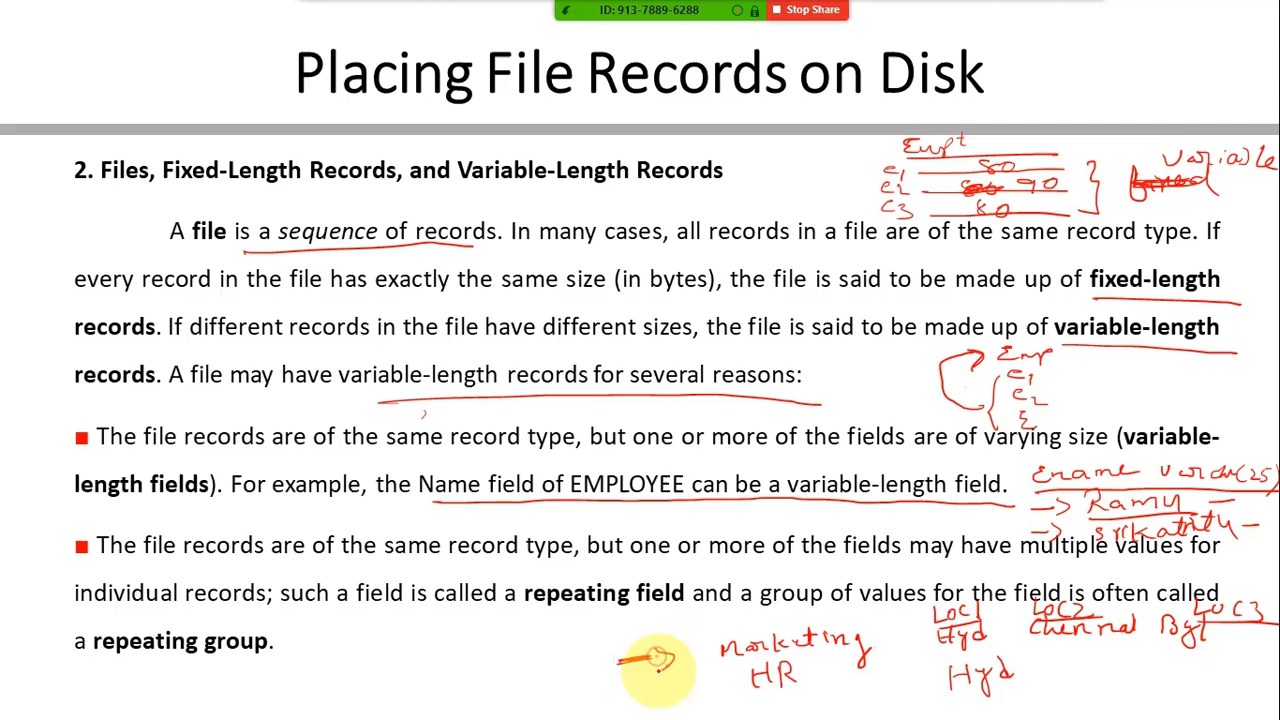 ID: 913-7889-6288 Stop Share
Placing File Records on Disk
2. Files, Fixed-Length Records, and Variable-Length Records
A file is a sequence of records. In many cases, all records in a file are of the same record type. If
every record in the file has exactly the same size (in bytes), the file is said to be made up of fixed-length
records. If different records in the file have different sizes, the file is said to be made up of variable-length
records. A file may have variable-length records for several reasons:
■ The file records are of the same record type, but one or more of the fields are of varying size (variable-
length fields). For example, the Name field of EMPLOYEE can be a variable-length field.
■ The file records are of the same record type, but one or more of the fields may have multiple values for
individual records; such a field is called a repeating field and a group of values for the field is often called
a repeating group.
e1 80
e2 90
e3 80
Variable
Emp
e1
e2
Ename
Ramu
Loc1 Loc2 Loc3
Marketing Hyd
HR Hyd